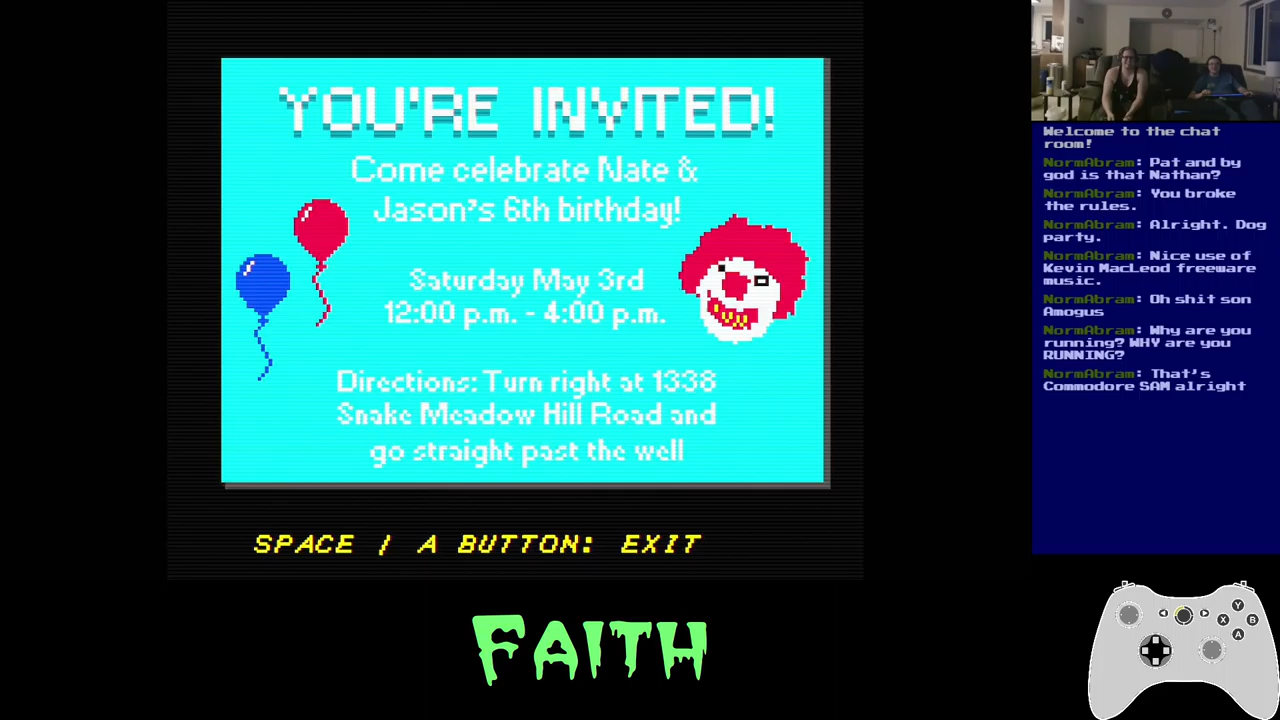 YOU'RE INVITED!
Come celebrate Nate &
Jason's 6th birthday!
Saturday May 3rd
12:00 p.m. - 4:00 p.m.
Directions: Turn right at 1338
Snake Meadow Hill Road and
go straight past the well
SPACE / A BUTTON: EXIT
FAITH
Welcome to the chat
room!
NormAbram: Pat and by
god is that Nathan?
NormAbram: You broke
the rules.
NormAbram: Alright. Dog
party.
NormAbram: Nice use of
Kevin MacLeod freeware
music.
NormAbram: Oh shit son
Amogus
NormAbram: Why are you
running? WHY are you
RUNNING?
NormAbram: That's
Commodore SAM alright
Y
X
B
A